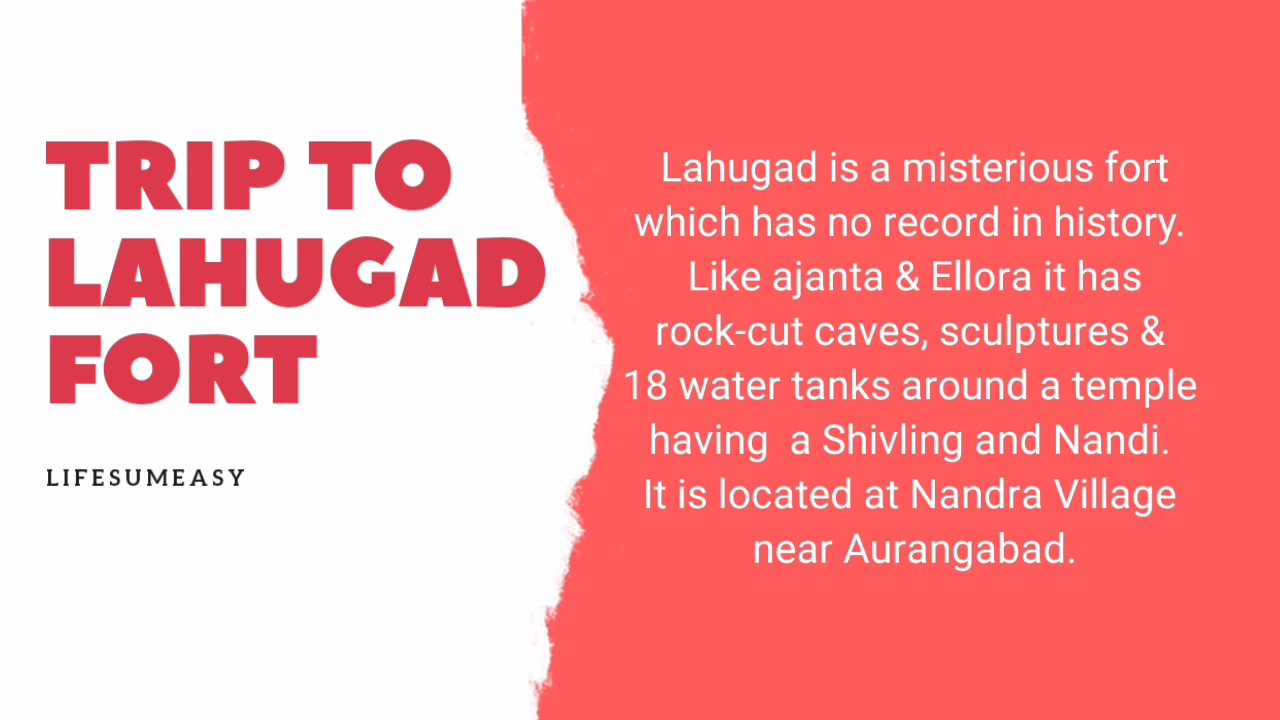 TRIP TO
LAHUGAD
FORT
LIFESUMEASY
Lahugad is a misterious fort
which has no record in history.
Like ajanta & Ellora it has
rock-cut caves, sculptures &
18 water tanks around a temple
having  a Shivling and Nandi.
It is located at Nandra Village
near Aurangabad.